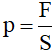 p = F/S